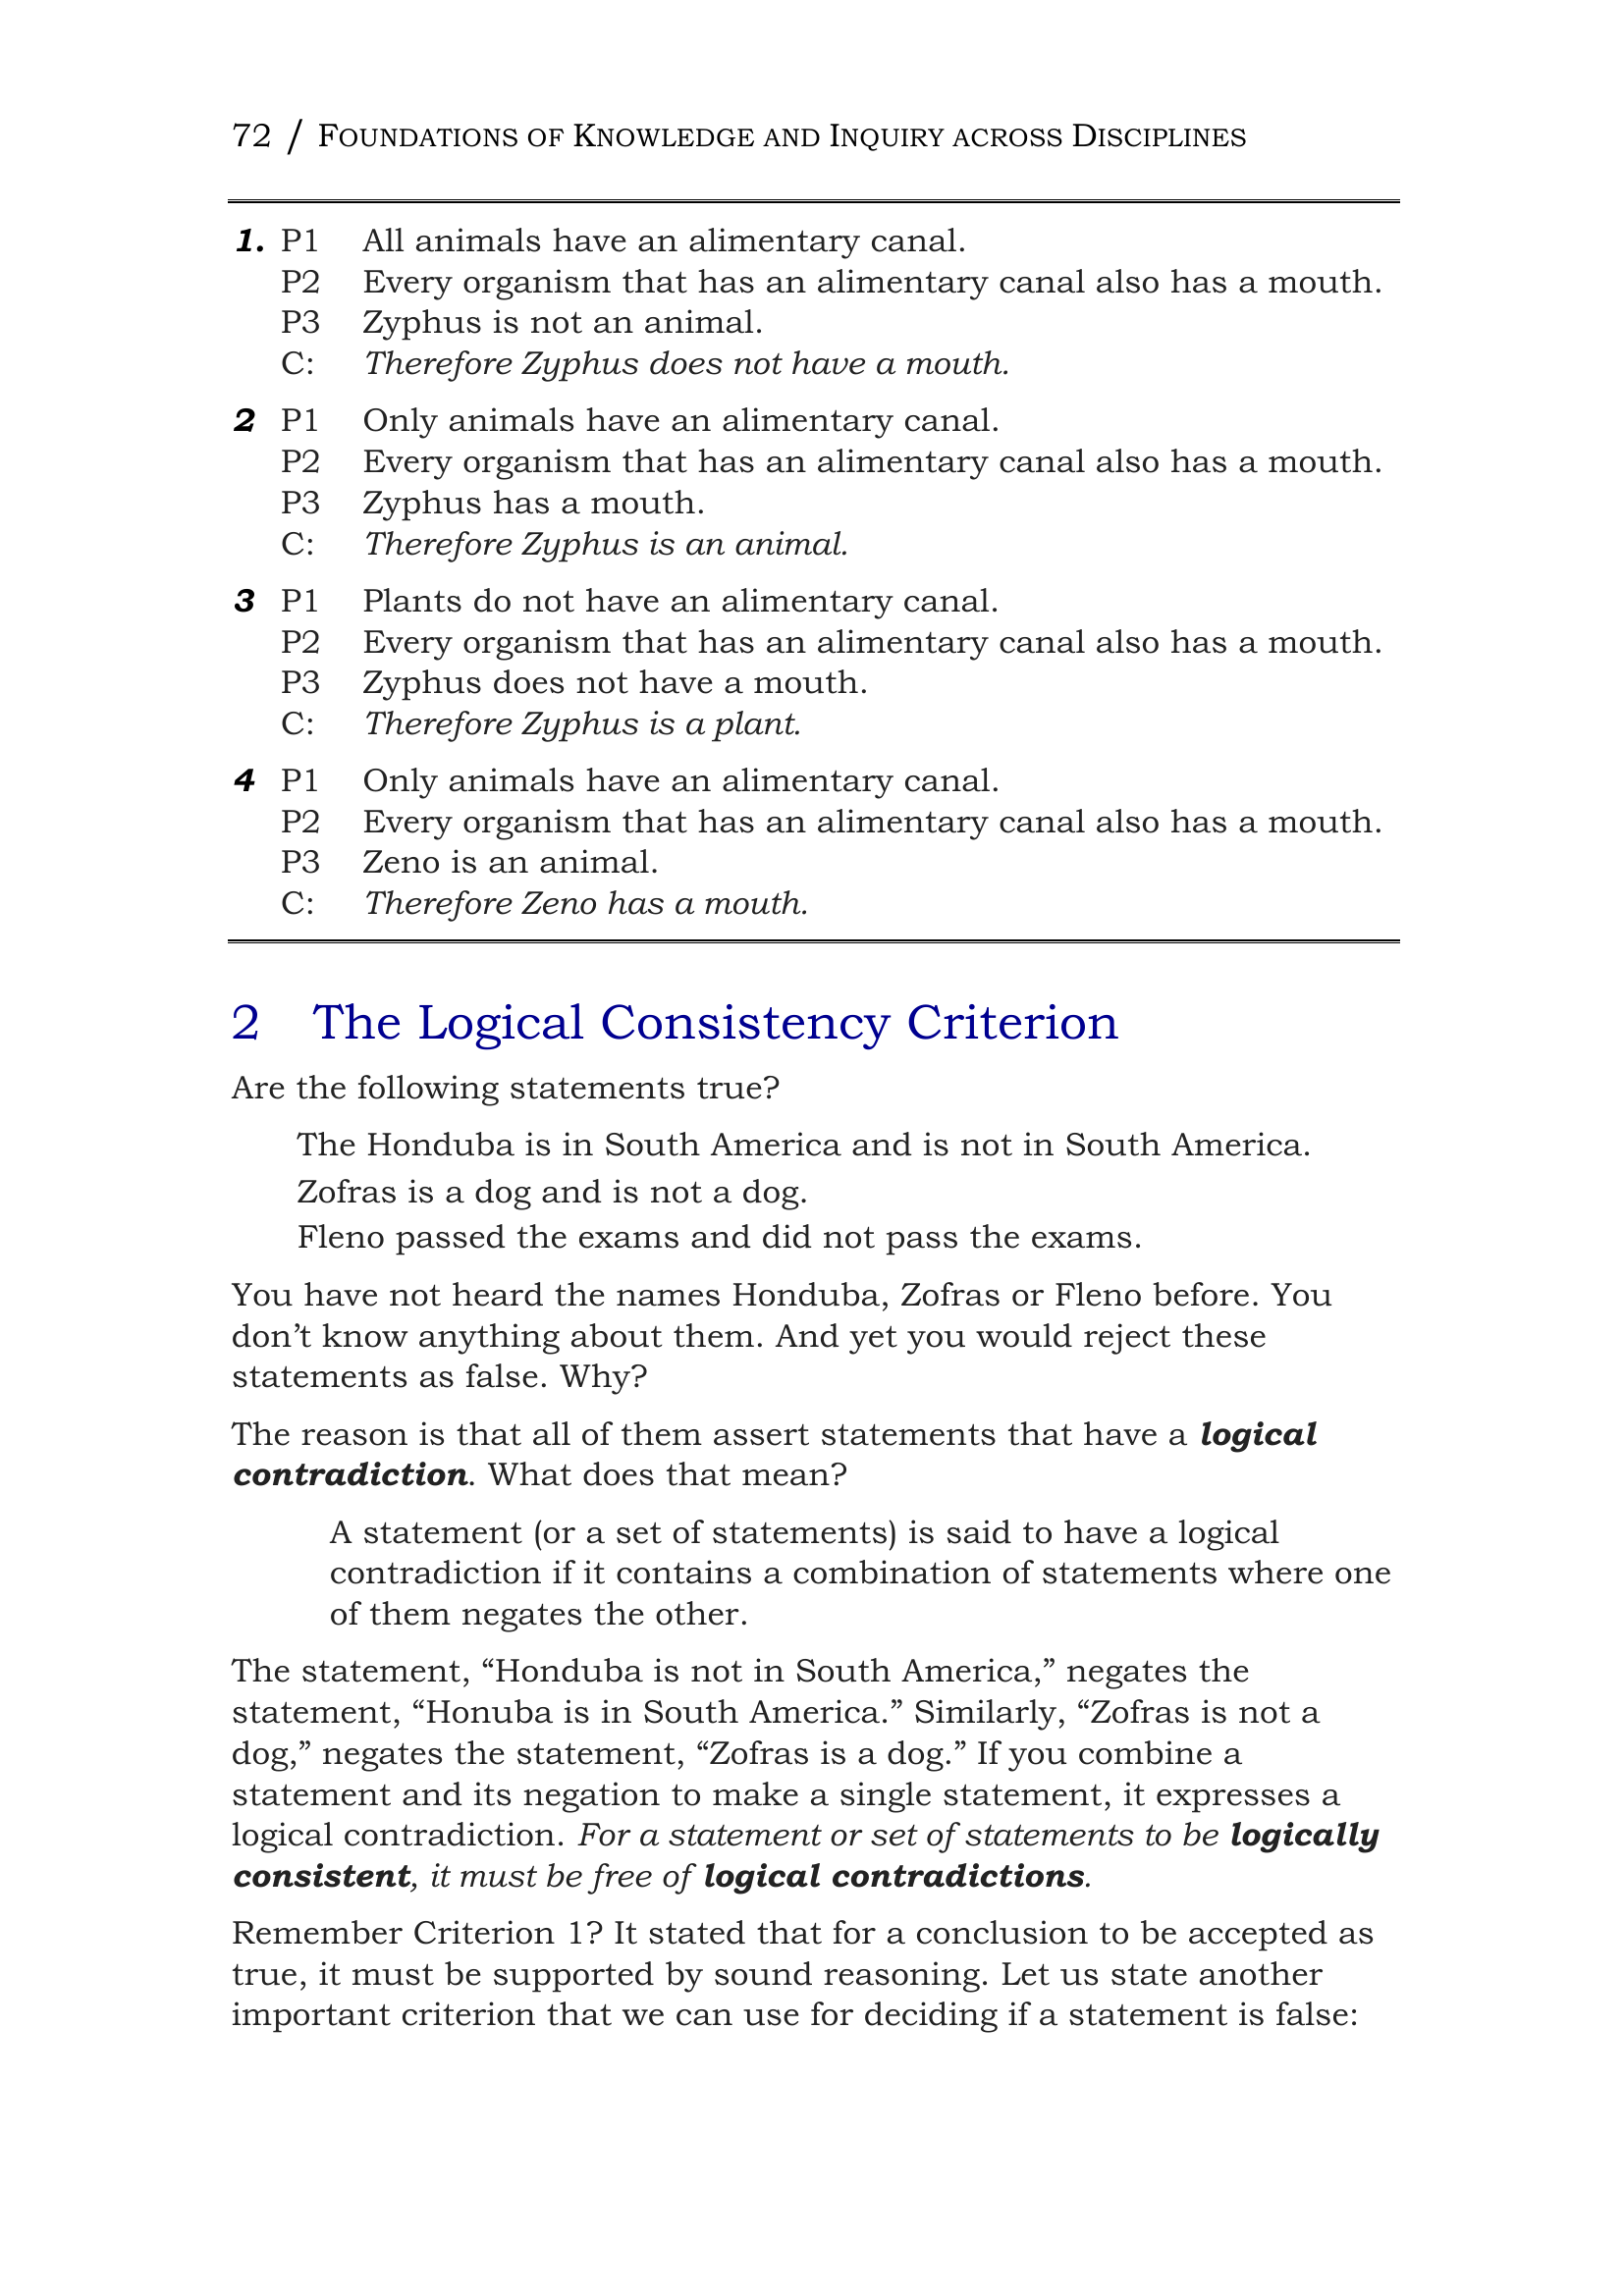 72 / FOUNDATIONS OF KNOWLEDGE AND INQUIRY ACROSS DISCIPLINES
1. P1 All animals have an alimentary canal.
P2 Every organism that has an alimentary canal also has a mouth.
P3 Zyphus is not an animal.
C: Therefore Zyphus does not have a mouth.
2 P1 Only animals have an alimentary canal.
P2 Every organism that has an alimentary canal also has a mouth.
P3 Zyphus has a mouth.
C: Therefore Zyphus is an animal.
3 P1 Plants do not have an alimentary canal.
P2 Every organism that has an alimentary canal also has a mouth.
P3 Zyphus does not have a mouth.
C: Therefore Zyphus is a plant.
4 P1 Only animals have an alimentary canal.
P2 Every organism that has an alimentary canal also has a mouth.
P3 Zeno is an animal.
C: Therefore Zeno has a mouth.
2 The Logical Consistency Criterion
Are the following statements true?
The Honduba is in South America and is not in South America.
Zofras is a dog and is not a dog.
Fleno passed the exams and did not pass the exams.
You have not heard the names Honduba, Zofras or Fleno before. You
don’t know anything about them. And yet you would reject these
statements as false. Why?
The reason is that all of them assert statements that have a logical
contradiction. What does that mean?
A statement (or a set of statements) is said to have a logical
contradiction if it contains a combination of statements where one
of them negates the other.
The statement, “Honduba is not in South America,” negates the
statement, “Honuba is in South America.” Similarly, “Zofras is not a
dog,” negates the statement, “Zofras is a dog.” If you combine a
statement and its negation to make a single statement, it expresses a
logical contradiction. For a statement or set of statements to be logically
consistent, it must be free of logical contradictions.
Remember Criterion 1? It stated that for a conclusion to be accepted as
true, it must be supported by sound reasoning. Let us state another
important criterion that we can use for deciding if a statement is false: